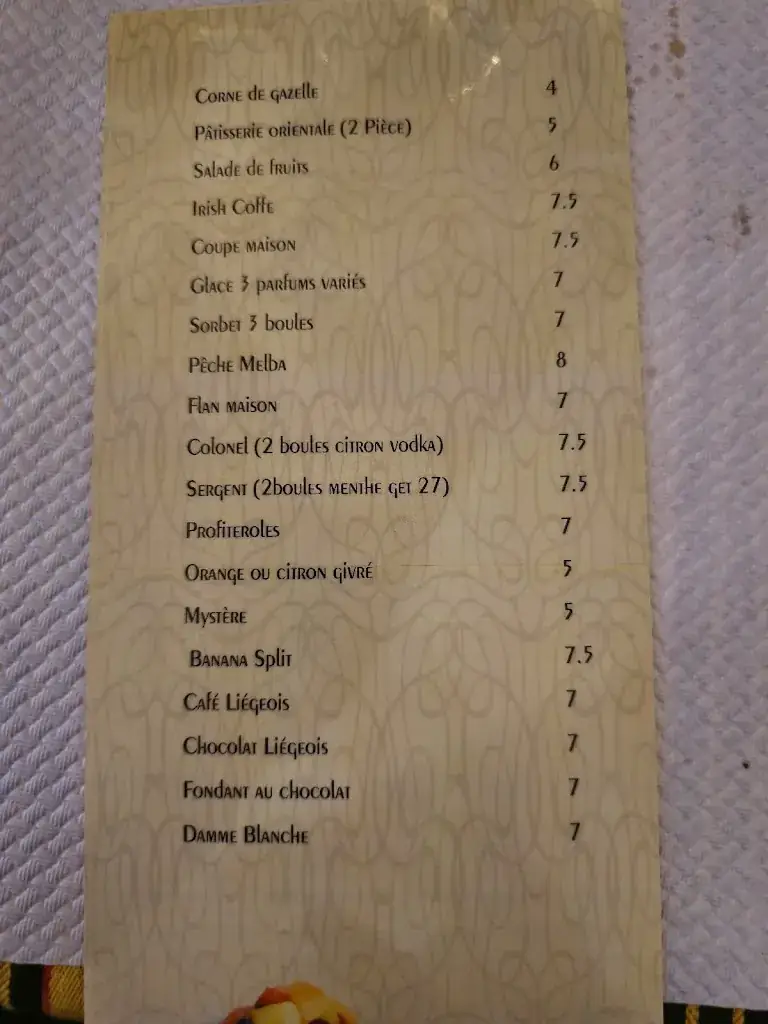 Corne de gazelle 4
Pâtisserie orientale (2 Pièce) 5
Salade de fruits 6
Irish Coffe 7.5
Coupe maison 7.5
Glace 3 parfums variés 7
Sorbet 3 boules 7
Pêche Melba 8
Flan maison 7
Colonel (2 boules citron vodka) 7.5
Sergent (2boules menthe get 27) 7.5
Profiteroles 7
Orange ou citron givré 5
Mystère 5
Banana Split 7.5
Café Liégeois 7
Chocolat Liégeois 7
Fondant au chocolat 7
Damme Blanche 7